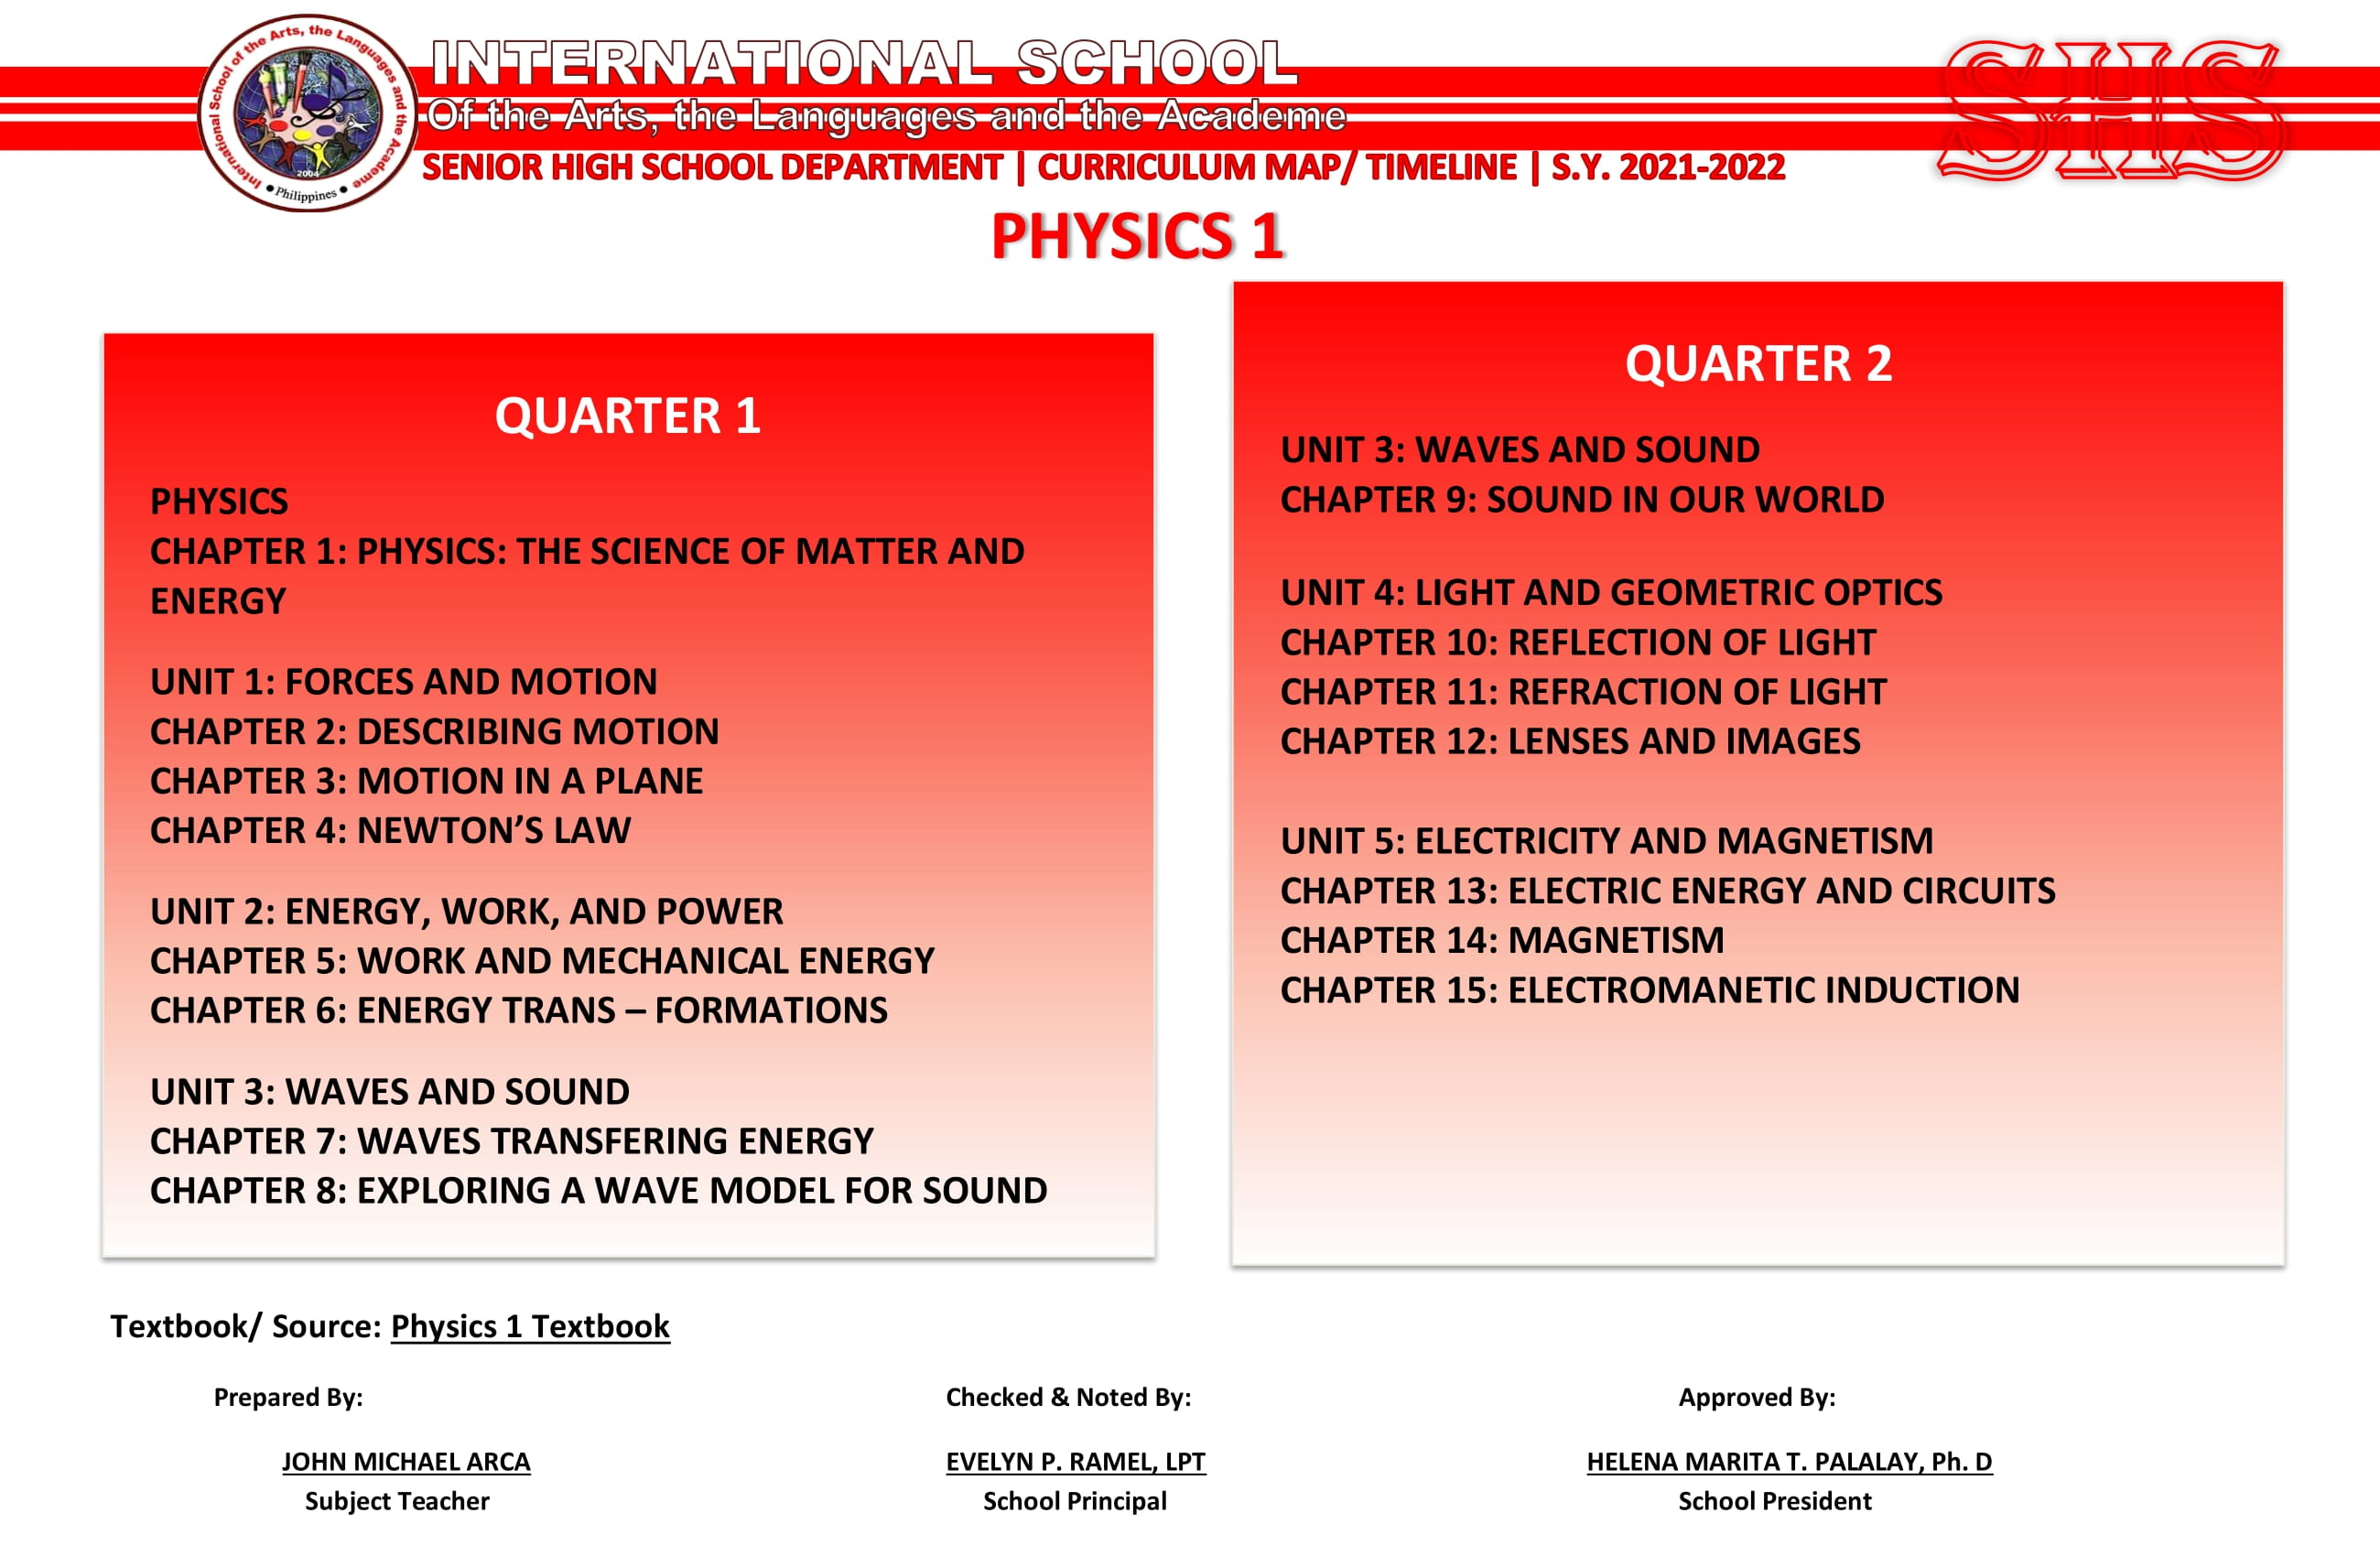 International School of the Arts, the Languages and the Academe
2004
Philippines
INTERNATIONAL SCHOOL
Of the Arts, the Languages and the Academe
SHS
SENIOR HIGH SCHOOL DEPARTMENT | CURRICULUM MAP/ TIMELINE | S.Y. 2021-2022
PHYSICS 1
QUARTER 1
PHYSICS
CHAPTER 1: PHYSICS: THE SCIENCE OF MATTER AND
ENERGY
UNIT 1: FORCES AND MOTION
CHAPTER 2: DESCRIBING MOTION
CHAPTER 3: MOTION IN A PLANE
CHAPTER 4: NEWTON’S LAW
UNIT 2: ENERGY, WORK, AND POWER
CHAPTER 5: WORK AND MECHANICAL ENERGY
CHAPTER 6: ENERGY TRANS – FORMATIONS
UNIT 3: WAVES AND SOUND
CHAPTER 7: WAVES TRANSFERING ENERGY
CHAPTER 8: EXPLORING A WAVE MODEL FOR SOUND
QUARTER 2
UNIT 3: WAVES AND SOUND
CHAPTER 9: SOUND IN OUR WORLD
UNIT 4: LIGHT AND GEOMETRIC OPTICS
CHAPTER 10: REFLECTION OF LIGHT
CHAPTER 11: REFRACTION OF LIGHT
CHAPTER 12: LENSES AND IMAGES
UNIT 5: ELECTRICITY AND MAGNETISM
CHAPTER 13: ELECTRIC ENERGY AND CIRCUITS
CHAPTER 14: MAGNETISM
CHAPTER 15: ELECTROMANETIC INDUCTION
Textbook/ Source: Physics 1 Textbook
Prepared By:
JOHN MICHAEL ARCA
Subject Teacher
Checked & Noted By:
EVELYN P. RAMEL, LPT
School Principal
Approved By:
HELENA MARITA T. PALALAY, Ph. D
School President